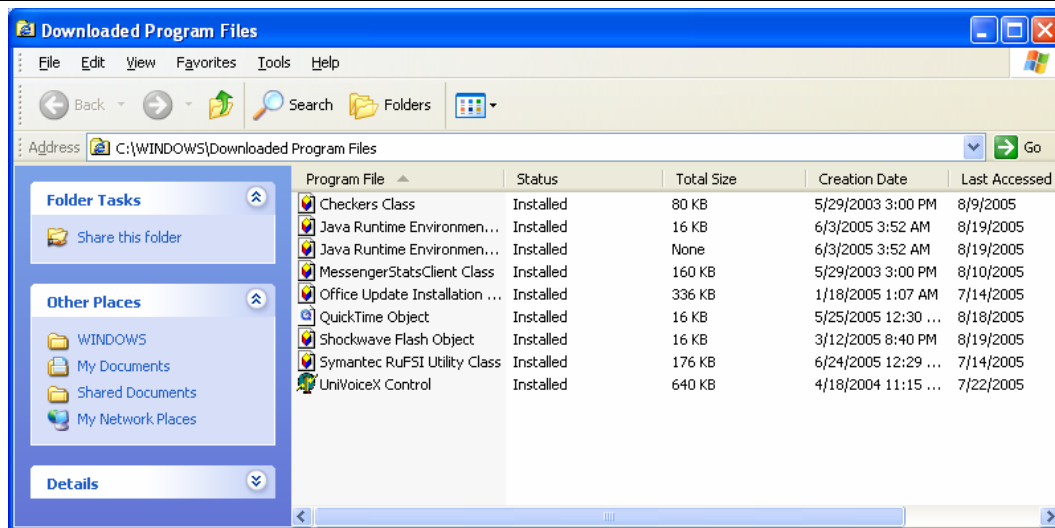 Downloaded Program Files
File Edit View Favorites Tools Help
Back Search Folders
Address C:\WINDOWS\Downloaded Program Files Go
Folder Tasks
Share this folder
Other Places
WINDOWS
My Documents
Shared Documents
My Network Places
Details
Program File Status Total Size Creation Date Last Accessed
Checkers Class Installed 80 KB 5/29/2003 3:00 PM 8/9/2005
Java Runtime Environmen... Installed 16 KB 6/3/2005 3:52 AM 8/19/2005
Java Runtime Environmen... Installed None 6/3/2005 3:52 AM 8/19/2005
MessengerStatsClient Class Installed 160 KB 5/29/2003 3:00 PM 8/10/2005
Office Update Installation ... Installed 336 KB 1/18/2005 1:07 AM 7/14/2005
QuickTime Object Installed 16 KB 5/25/2005 12:30 ... 8/18/2005
Shockwave Flash Object Installed 16 KB 3/12/2005 8:40 PM 8/19/2005
Symantec RuFSI Utility Class Installed 176 KB 6/24/2005 12:29 ... 7/14/2005
UniVoiceX Control Installed 640 KB 4/18/2004 11:15 ... 7/22/2005